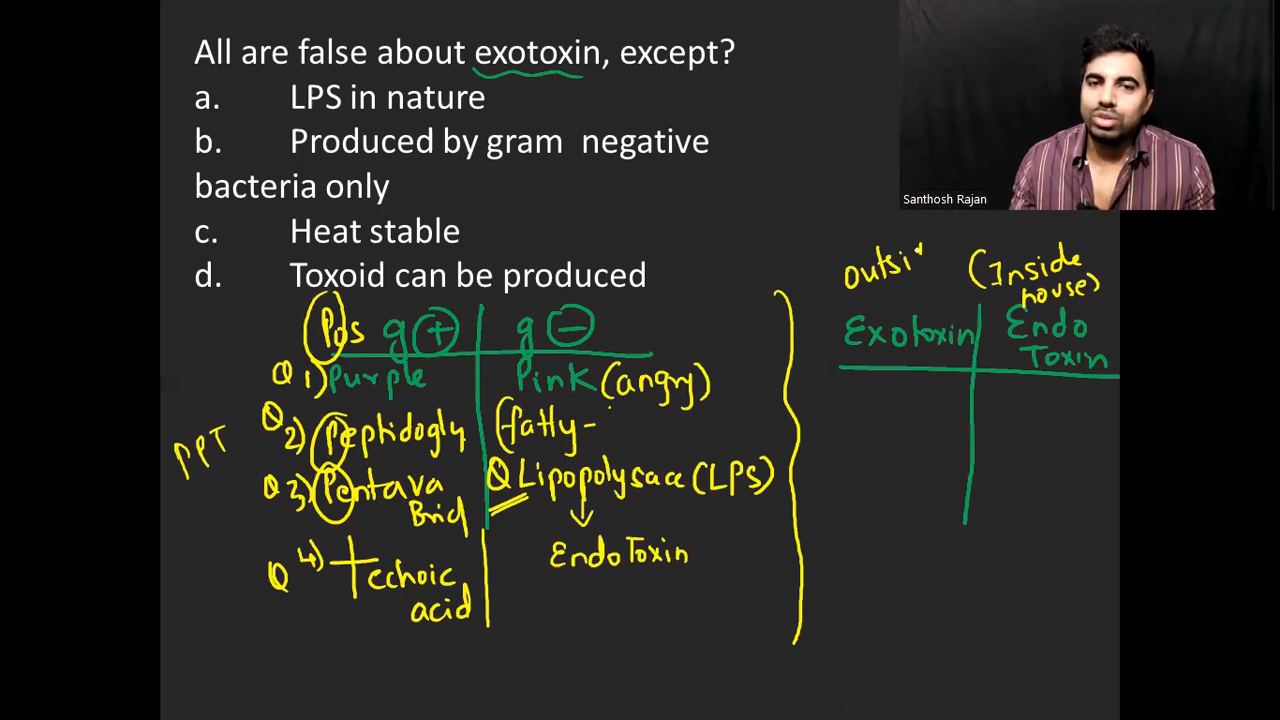 All are false about exotoxin, except?
a. LPS in nature
b. Produced by gram negative
bacteria only
c. Heat stable
d. Toxoid can be produced
Santhosh Rajan
Pos g + g -
Q 1) Purple Pink (angry)
Q 2) Peptidogly (fatty-
PPT
Q 3) Pentava Q Lipopolysacc (LPS)
Brid
EndoToxin
Q 4) Techoic
acid
outsi (Inside
house)
Exotoxin Endo
Toxin